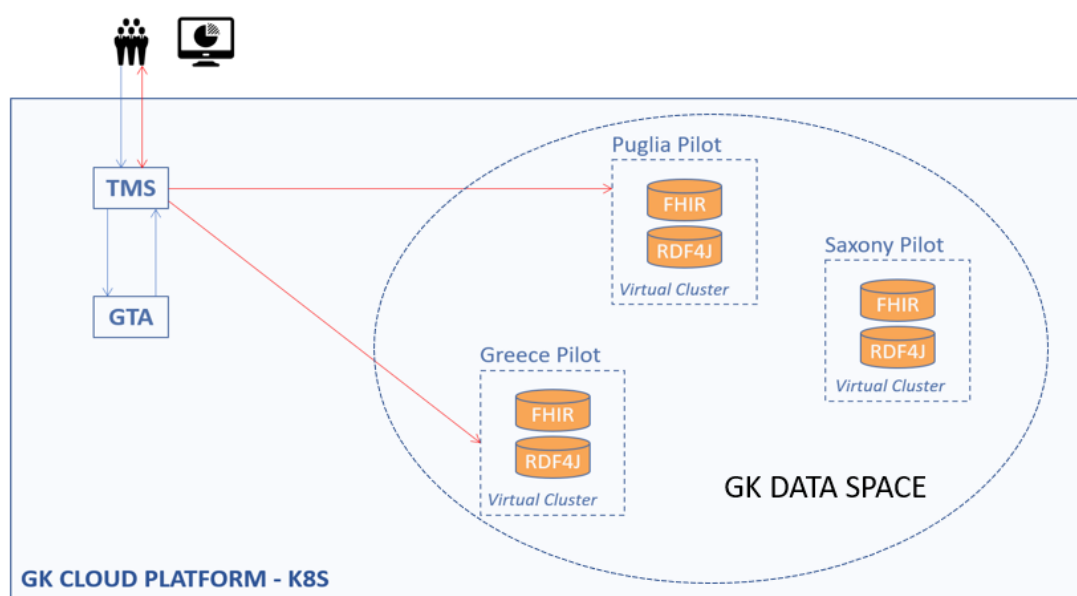 TMS
GTA
Puglia Pilot
FHIR
RDF4J
Virtual Cluster
Saxony Pilot
FHIR
RDF4J
Virtual Cluster
Greece Pilot
FHIR
RDF4J
Virtual Cluster
GK DATA SPACE
GK CLOUD PLATFORM - K8S